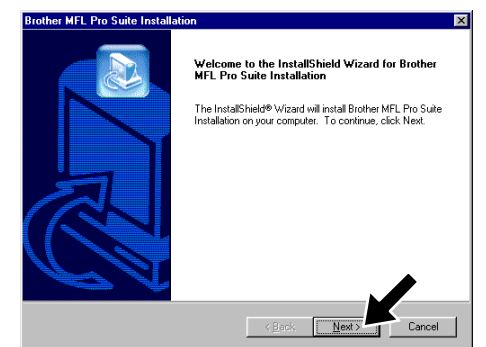 Brother MFL Pro Suite Installation
Welcome to the InstallShield Wizard for Brother
MFL Pro Suite Installation
The InstallShield® Wizard will install Brother MFL Pro Suite
Installation on your computer. To continue, click Next.
< Back
Next >
Cancel